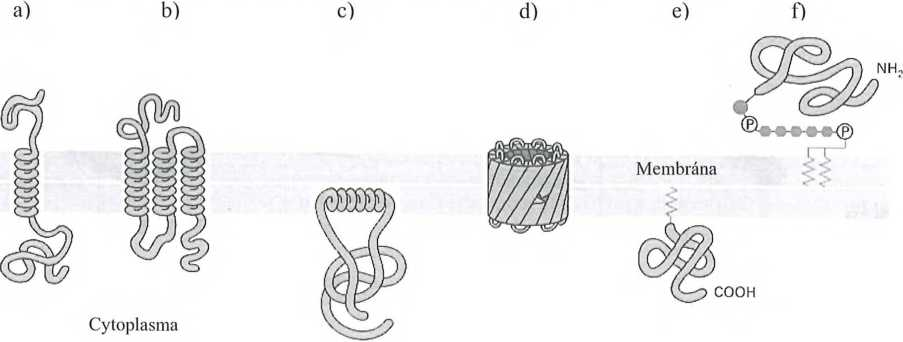 a) b) c) d) e) f)
NH₂
P P
Membrána
COOH
Cytoplasma